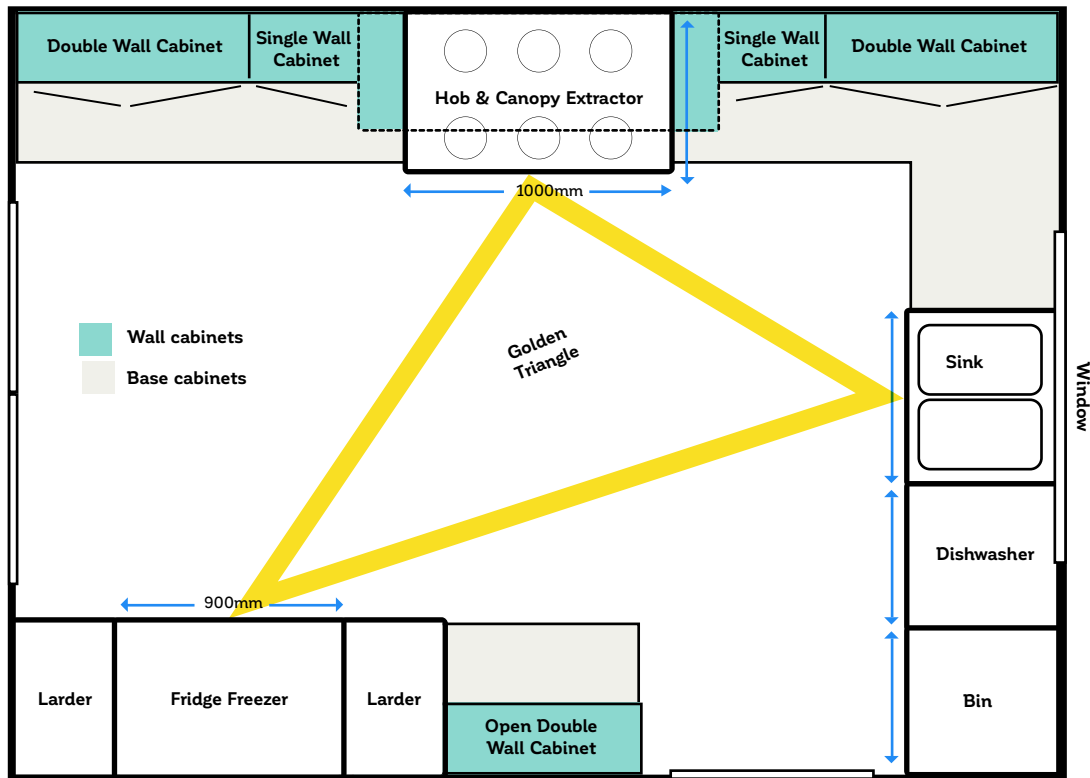 Double Wall Cabinet
Single Wall
Cabinet
Hob & Canopy Extractor
Single Wall
Cabinet
Double Wall Cabinet
1000mm
Golden
Triangle
Wall cabinets
Base cabinets
Sink
Window
Dishwasher
900mm
Larder
Fridge Freezer
Larder
Open Double
Wall Cabinet
Bin